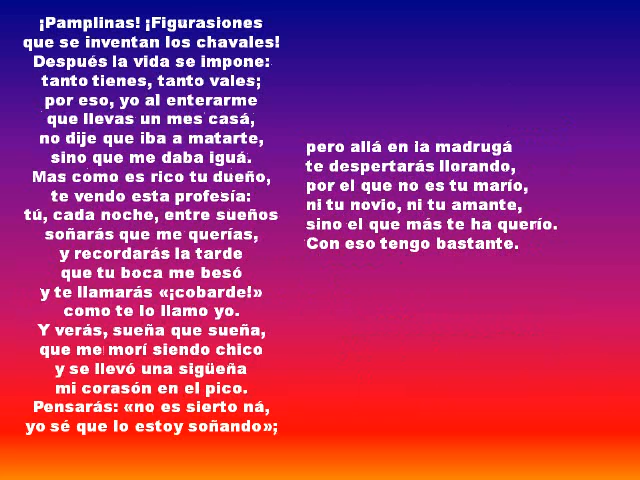 ¡Pamplinas! ¡Figurasiones
que se inventan los chavales!
Después la vida se impone:
tanto tienes, tanto vales;
por eso, yo al enterarme
que llevas un mes casá,
no dije que iba a matarte,
sino que me daba iguá.
Mas como es rico tu dueño,
te vendo esta profesía:
tú, cada noche, entre sueños
soñarás que me querías,
y recordarás la tarde
que tu boca me besó
y te llamarás «¡cobarde!»
como te lo llamo yo.
Y verás, sueña que sueña,
que me morí siendo chico
y se llevó una sigüeña
mi corasón en el pico.
Pensarás: «no es sierto ná,
yo sé que lo estoy soñando»;
pero allá en ia madrugá
te despertarás llorando,
por el que no es tu marío,
ni tu novio, ni tu amante,
sino el que más te ha querío.
Con eso tengo bastante.